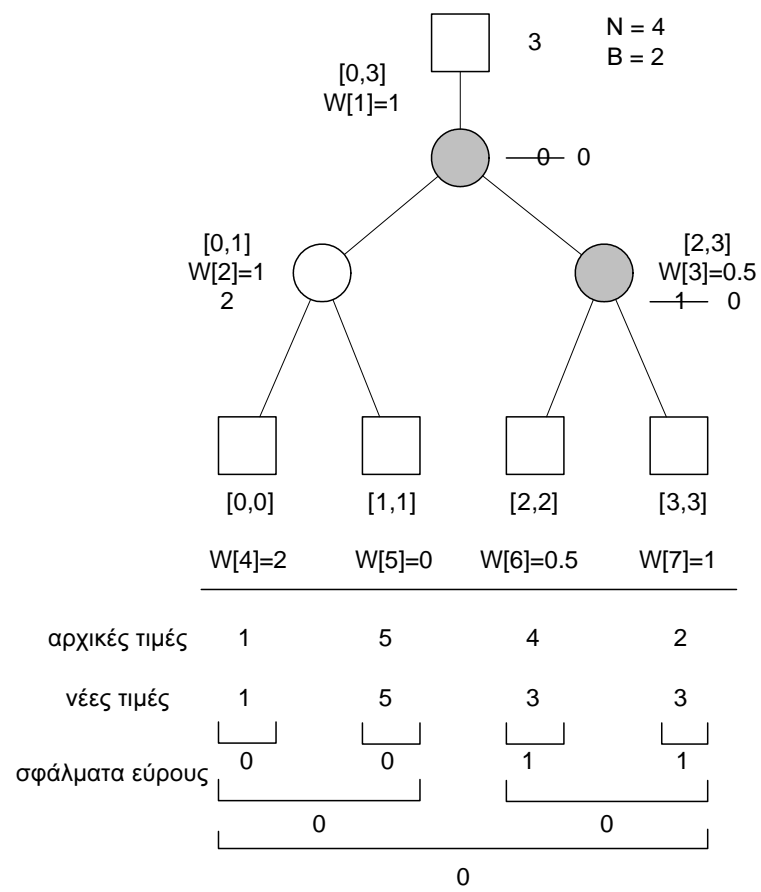 3
N = 4
B = 2
[0,3]
W[1]=1
0 0
[0,1]
W[2]=1
2
[2,3]
W[3]=0.5
1 0
[0,0] [1,1] [2,2] [3,3]
W[4]=2 W[5]=0 W[6]=0.5 W[7]=1
αρχικές τιμές 1 5 4 2
νέες τιμές 1 5 3 3
σφάλματα εύρους 0 0 1 1
0 0
0